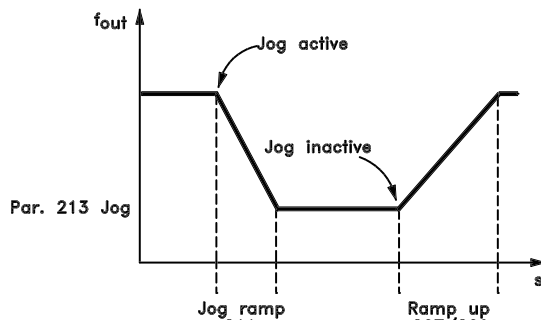 fout
Jog active
Jog inactive
Par. 213 Jog
s
Jog ramp
Ramp up